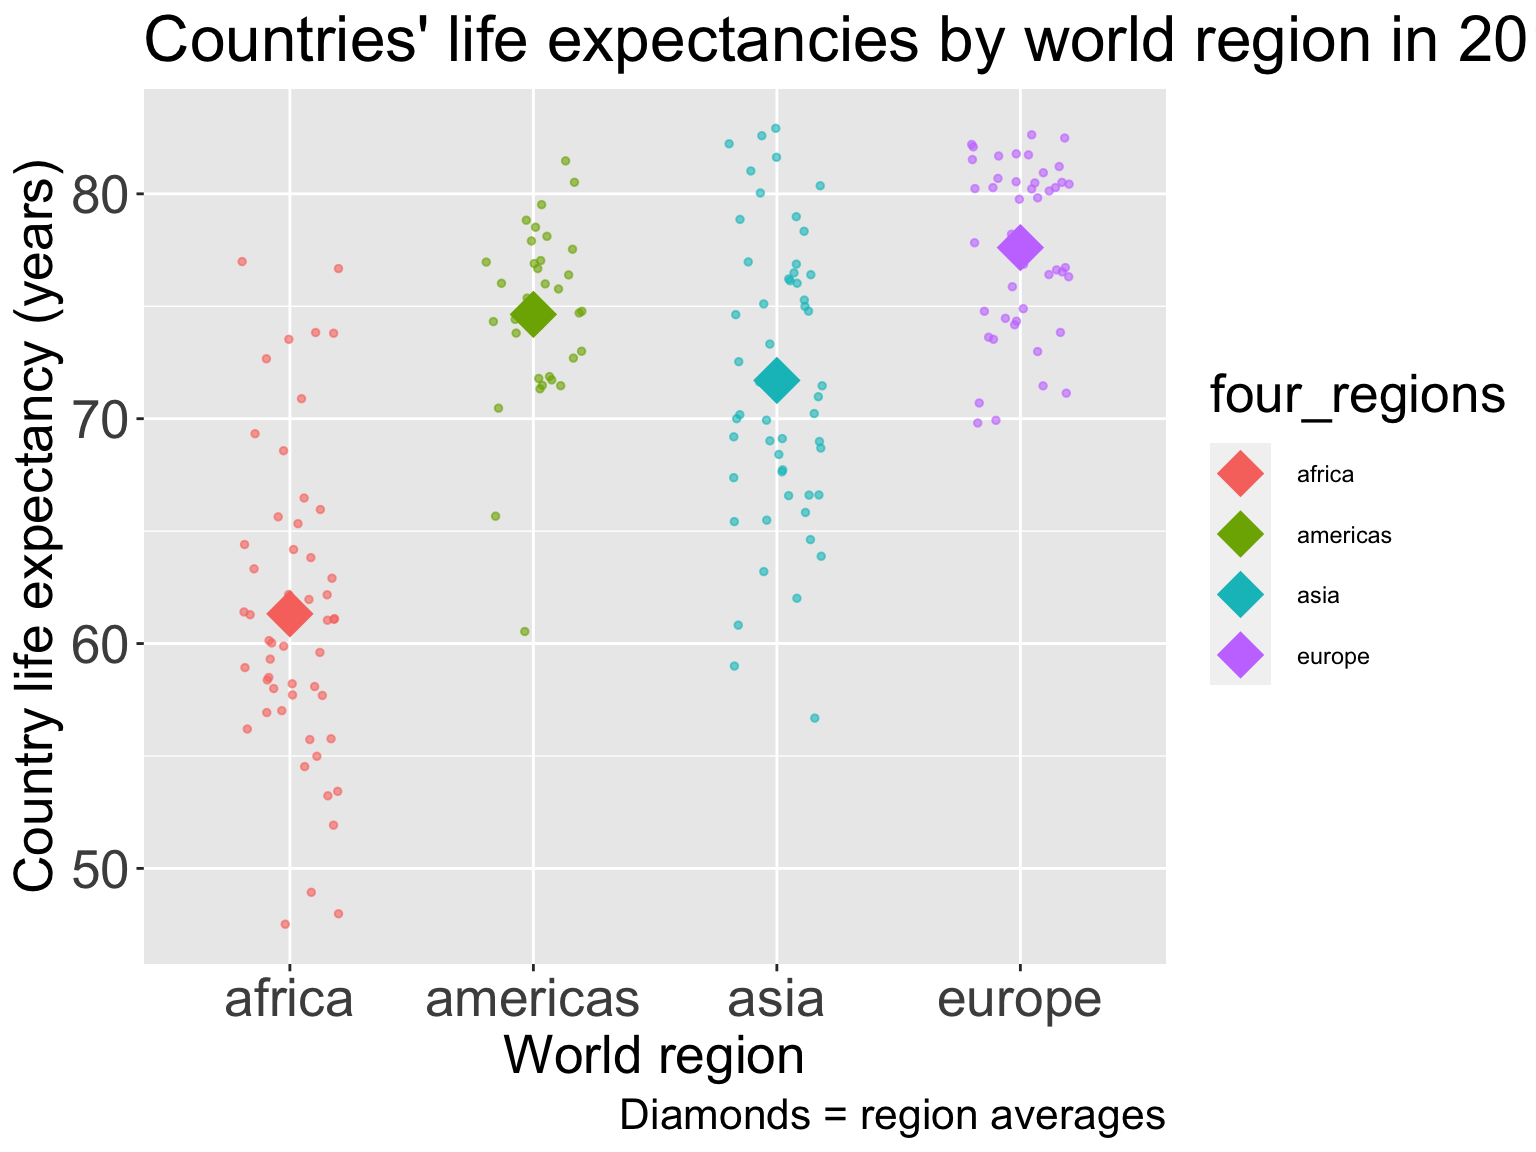 Countries' life expectancies by world region in 20
Country life expectancy (years)
80
70
60
50
africa americas asia europe
World region
Diamonds = region averages
four_regions
africa
americas
asia
europe